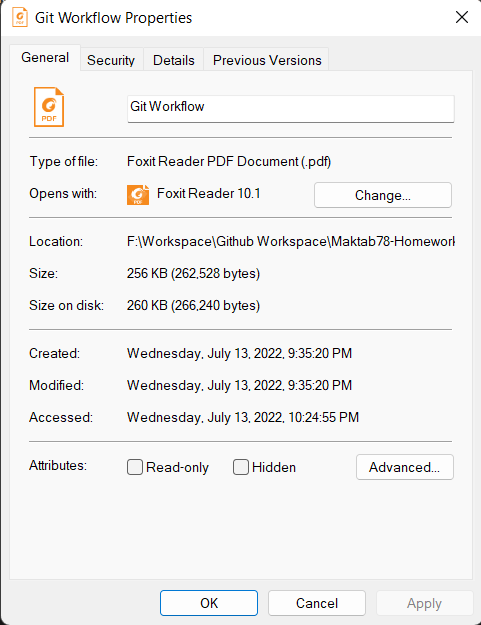 Git Workflow Properties
General Security Details Previous Versions
PDF
Git Workflow
Type of file: Foxit Reader PDF Document (.pdf)
Opens with: Foxit Reader 10.1 Change...
Location: F:\Workspace\Github Workspace\Maktab78-Homework
Size: 256 KB (262,528 bytes)
Size on disk: 260 KB (266,240 bytes)
Created: Wednesday, July 13, 2022, 9:35:20 PM
Modified: Wednesday, July 13, 2022, 9:35:20 PM
Accessed: Wednesday, July 13, 2022, 10:24:55 PM
Attributes: Read-only Hidden Advanced...
OK Cancel Apply